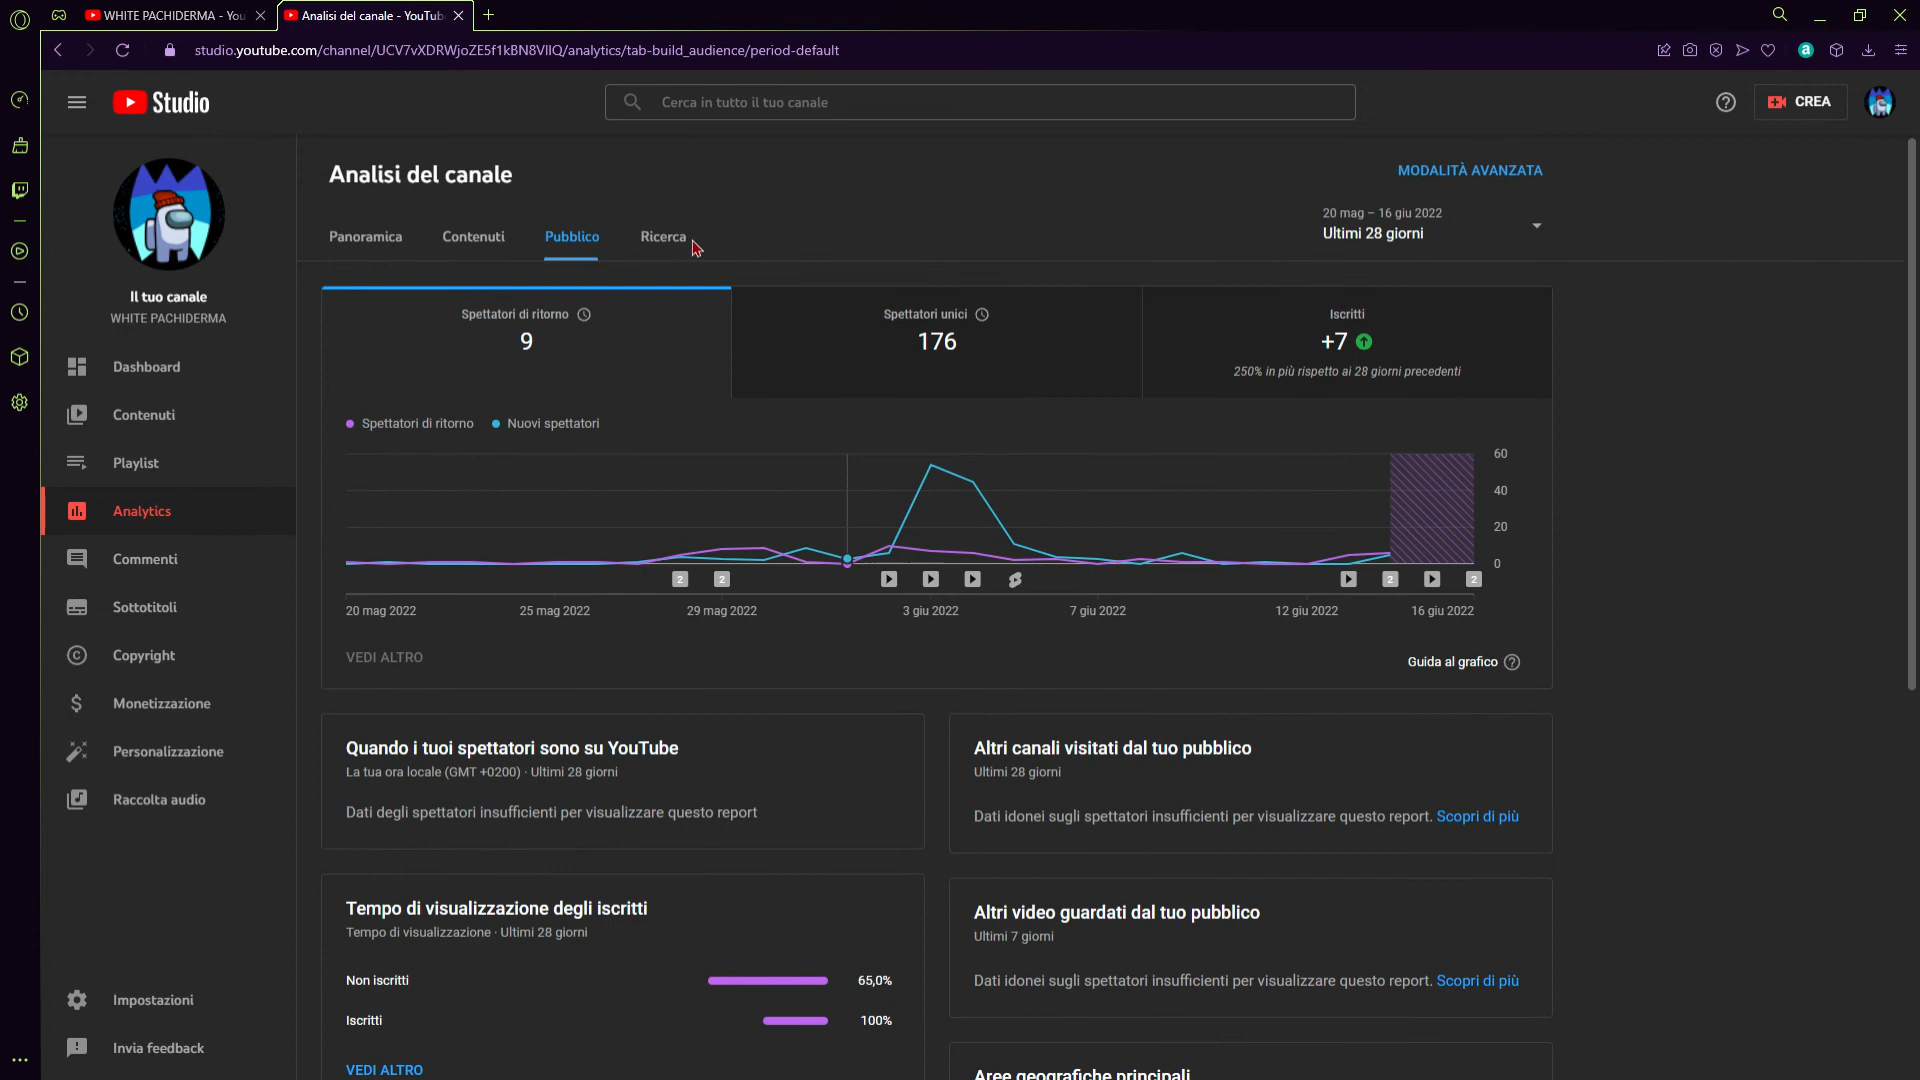 WHITE PACHIDERMA - You
Analisi del canale - YouTub
studio.youtube.com/channel/UCV7vXDRWjoZE5f1kBN8VlIQ/analytics/tab-build_audience/period-default
Studio
Cerca in tutto il tuo canale
CREA
Il tuo canale
WHITE PACHIDERMA
Dashboard
Contenuti
Playlist
Analytics
Commenti
Sottotitoli
Copyright
Monetizzazione
Personalizzazione
Raccolta audio
Impostazioni
Invia feedback
Analisi del canale
MODALITÀ AVANZATA
Panoramica
Contenuti
Pubblico
Ricerca
20 mag – 16 giu 2022
Ultimi 28 giorni
Spettatori di ritorno
9
Spettatori unici
176
Iscritti
+7
250% in più rispetto ai 28 giorni precedenti
Spettatori di ritorno
Nuovi spettatori
60
40
20
0
2
2
2
2
20 mag 2022
25 mag 2022
29 mag 2022
3 giu 2022
7 giu 2022
12 giu 2022
16 giu 2022
VEDI ALTRO
Guida al grafico
Quando i tuoi spettatori sono su YouTube
La tua ora locale (GMT +0200) · Ultimi 28 giorni
Dati degli spettatori insufficienti per visualizzare questo report
Altri canali visitati dal tuo pubblico
Ultimi 28 giorni
Dati idonei sugli spettatori insufficienti per visualizzare questo report. Scopri di più
Tempo di visualizzazione degli iscritti
Tempo di visualizzazione · Ultimi 28 giorni
Non iscritti
65,0%
Iscritti
100%
VEDI ALTRO
Altri video guardati dal tuo pubblico
Ultimi 7 giorni
Dati idonei sugli spettatori insufficienti per visualizzare questo report. Scopri di più
Aree geografiche principali